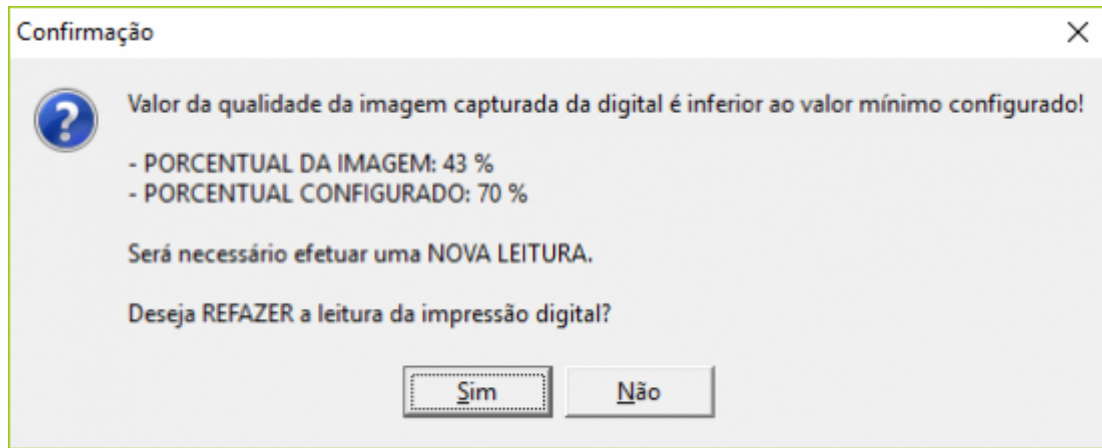 Confirmação
Valor da qualidade da imagem capturada da digital é inferior ao valor mínimo configurado!
- PORCENTUAL DA IMAGEM: 43 %
- PORCENTUAL CONFIGURADO: 70 %
Será necessário efetuar uma NOVA LEITURA.
Deseja REFAZER a leitura da impressão digital?
Sim
Não